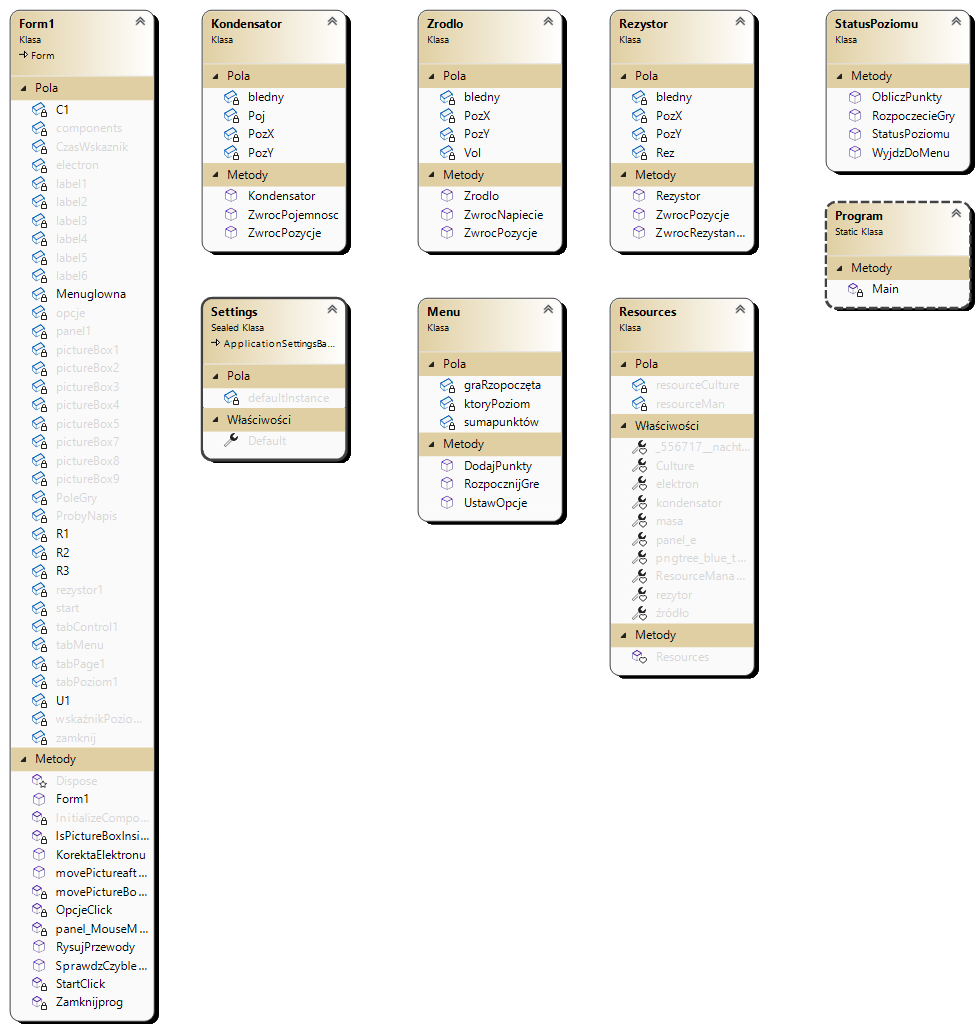 Form1
Klasa
Form
Pola
C1
components
CzasWskaznik
electron
label1
label2
label3
label4
label5
label6
Menuglowna
opcje
panel1
pictureBox1
pictureBox2
pictureBox3
pictureBox4
pictureBox5
pictureBox7
pictureBox8
pictureBox9
PoleGry
ProbyNapis
R1
R2
R3
rezystor1
start
tabControl1
tabMenu
tabPage1
tabPoziom1
U1
wskaźnikPozio...
zamknij
Metody
Dispose
Form1
InitializeCompo...
IsPictureBoxInsi...
KorektaElektronu
movePictureaft...
movePictureBo...
OpcjeClick
panel_MouseM...
RysujPrzewody
SprawdzCzyble...
StartClick
Zamknijprog
Kondensator
Klasa
Pola
bledny
Poj
PozX
PozY
Metody
Kondensator
ZwrocPojemnosc
ZwrocPozycje
Zrodlo
Klasa
Pola
bledny
PozX
PozY
Vol
Metody
Zrodlo
ZwrocNapiecie
ZwrocPozycje
Rezystor
Klasa
Pola
bledny
PozX
PozY
Rez
Metody
Rezystor
ZwrocPozycje
ZwrocRezystan...
StatusPoziomu
Klasa
Metody
ObliczPunkty
RozpoczecieGry
StatusPoziomu
WyjdzDoMenu
Program
Static Klasa
Metody
Main
Settings
Sealed Klasa
ApplicationSettingsBa...
Pola
defaultInstance
Właściwości
Default
Menu
Klasa
Pola
graRzopoczęta
ktoryPoziom
sumapunktów
Metody
DodajPunkty
RozpocznijGre
UstawOpcje
Resources
Klasa
Pola
resourceCulture
resourceMan
Właściwości
_556717__nacht...
Culture
elektron
kondensator
masa
panel_e
pngtree_blue_t...
ResourceMana...
rezytor
źródło
Metody
Resources